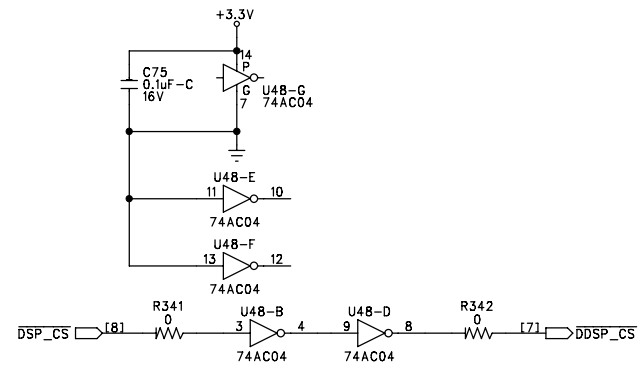 +3.3V
14
P
C75
0.1uF-C
16V
G
7
U48-G
74AC04
U48-E
11
10
74AC04
U48-F
13
12
74AC04
R341
0
U48-B
U48-D
R342
0
DSP_CS
[8]
3
4
9
8
[7]
DDSP_CS
74AC04
74AC04